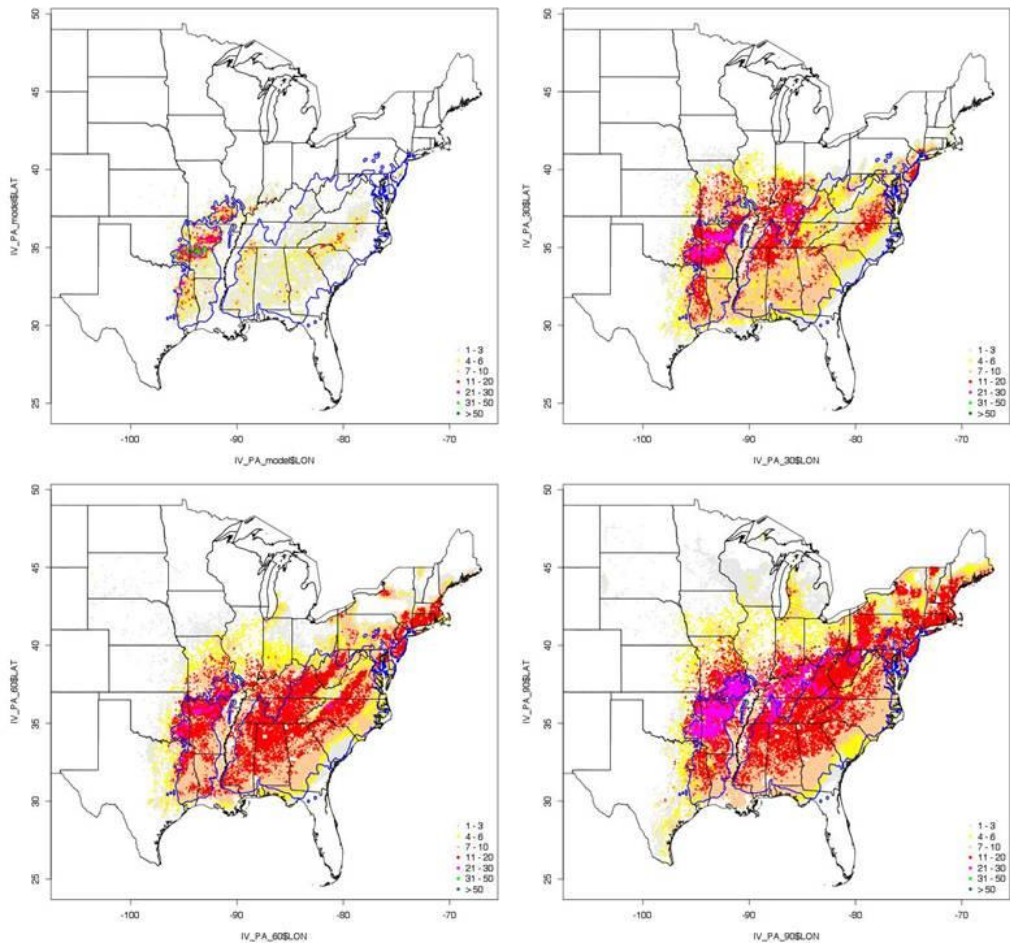 50
45
40
35
30
25
IV_PA_model$LAT
-100
-90
-80
-70
IV_PA_model$LON
1 - 3
4 - 6
7 - 10
11 - 20
21 - 30
31 - 50
> 50
50
45
40
35
30
25
IV_PA_30$LAT
-100
-90
-80
-70
IV_PA_30$LON
1 - 3
4 - 6
7 - 10
11 - 20
21 - 30
31 - 50
> 50
50
45
40
35
30
25
IV_PA_60$LAT
-100
-90
-80
-70
IV_PA_60$LON
1 - 3
4 - 6
7 - 10
11 - 20
21 - 30
31 - 50
> 50
50
45
40
35
30
25
IV_PA_90$LAT
-100
-90
-80
-70
IV_PA_90$LON
1 - 3
4 - 6
7 - 10
11 - 20
21 - 30
31 - 50
> 50